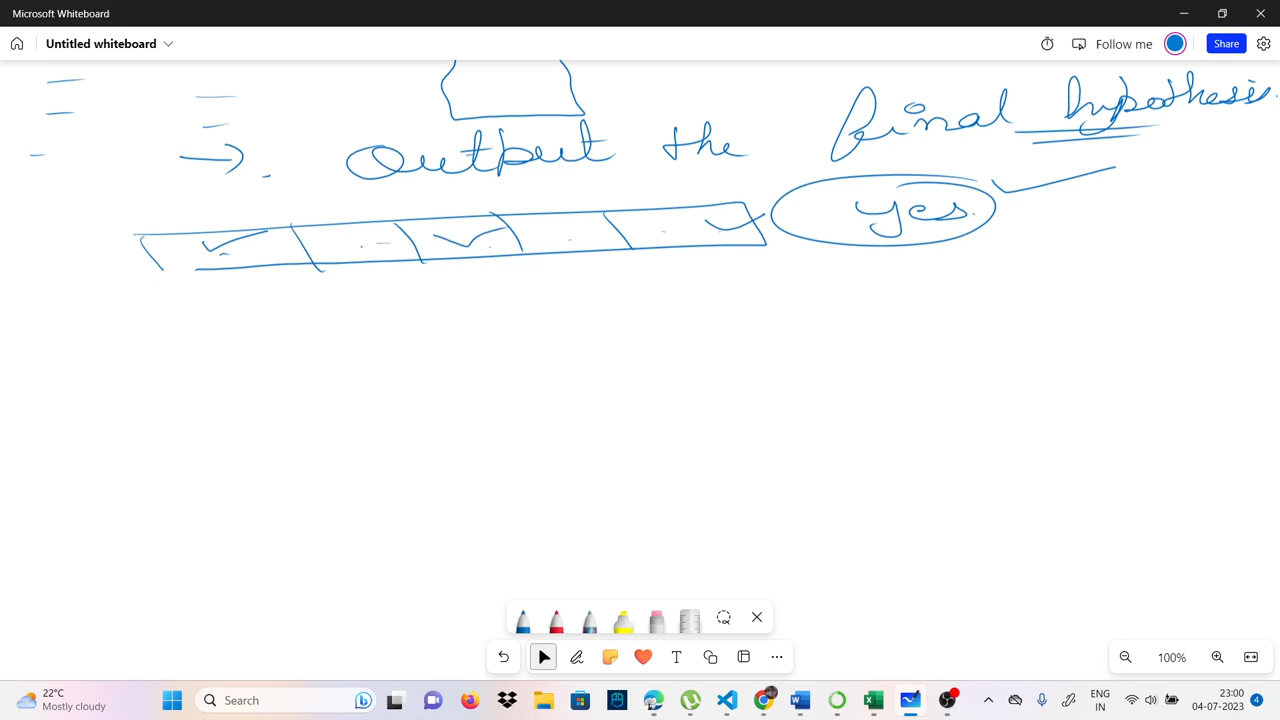 Microsoft Whiteboard
Untitled whiteboard
Follow me
Share
→ output the final hypothesis.
yes.
100%
22°C
Mostly cloudy
Search
ENG
IN
23:00
04-07-2023
4